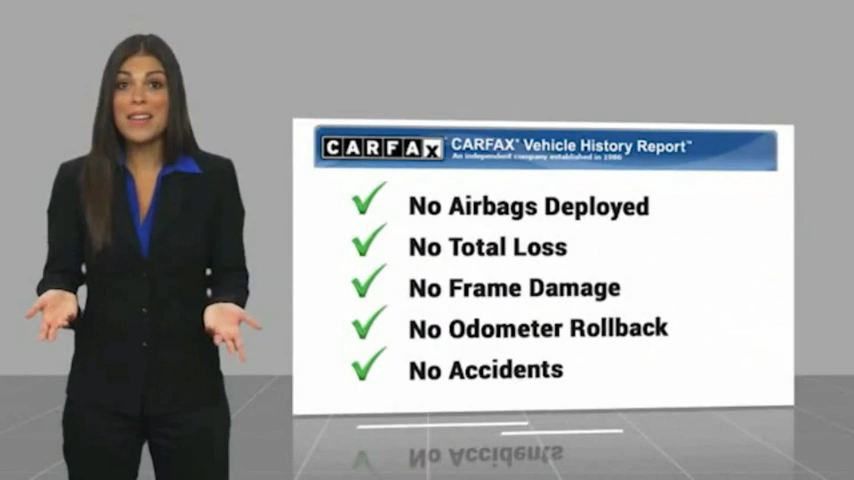 CARFAX CARFAX® Vehicle History Report™
An independent company established in 1986
No Airbags Deployed
No Total Loss
No Frame Damage
No Odometer Rollback
No Accidents
No Accidents